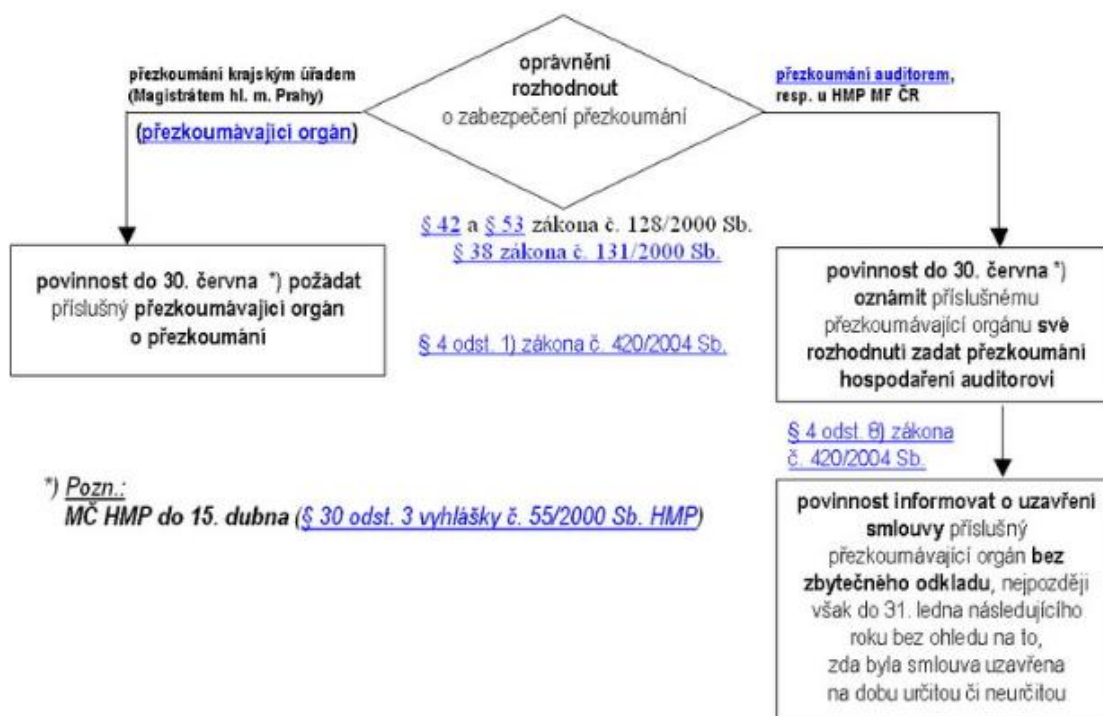 oprávněni
rozhodnout
o zabezpečení přezkoumání
přezkoumání krajským úřadem
(Magistrátem hl. m. Prahy)
(přezkoumávající orgán)
přezkoumání auditorem,
resp. u HMP MF ČR
§ 42 a § 53 zákona č. 128/2000 Sb.
§ 38 zákona č. 131/2000 Sb.
povinnost do 30. června *) požádat
příslušný přezkoumávající orgán
o přezkoumání
§ 4 odst. 1) zákona č. 420/2004 Sb.
povinnost do 30. června *)
oznámit příslušnému
přezkoumávající orgánu své
rozhodnutí zadat přezkoumání
hospodaření auditorovi
§ 4 odst. 8) zákona
č. 420/2004 Sb.
*) Pozn.:
MČ HMP do 15. dubna (§ 30 odst. 3 vyhlášky č. 55/2000 Sb. HMP)
povinnost informovat o uzavření
smlouvy příslušný
přezkoumávající orgán bez
zbytečného odkladu, nejpozději
však do 31. ledna následujícího
roku bez ohledu na to,
zda byla smlouva uzavřena
na dobu určitou či neurčitou